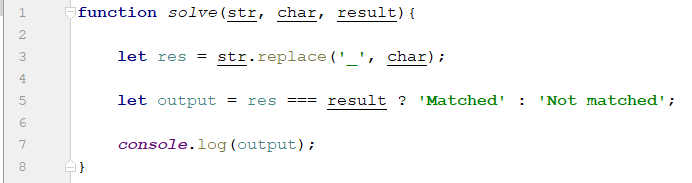 1 function solve(str, char, result){
2
3 let res = str.replace('_', char);
4
5 let output = res === result ? 'Matched' : 'Not matched';
6
7 console.log(output);
8 }